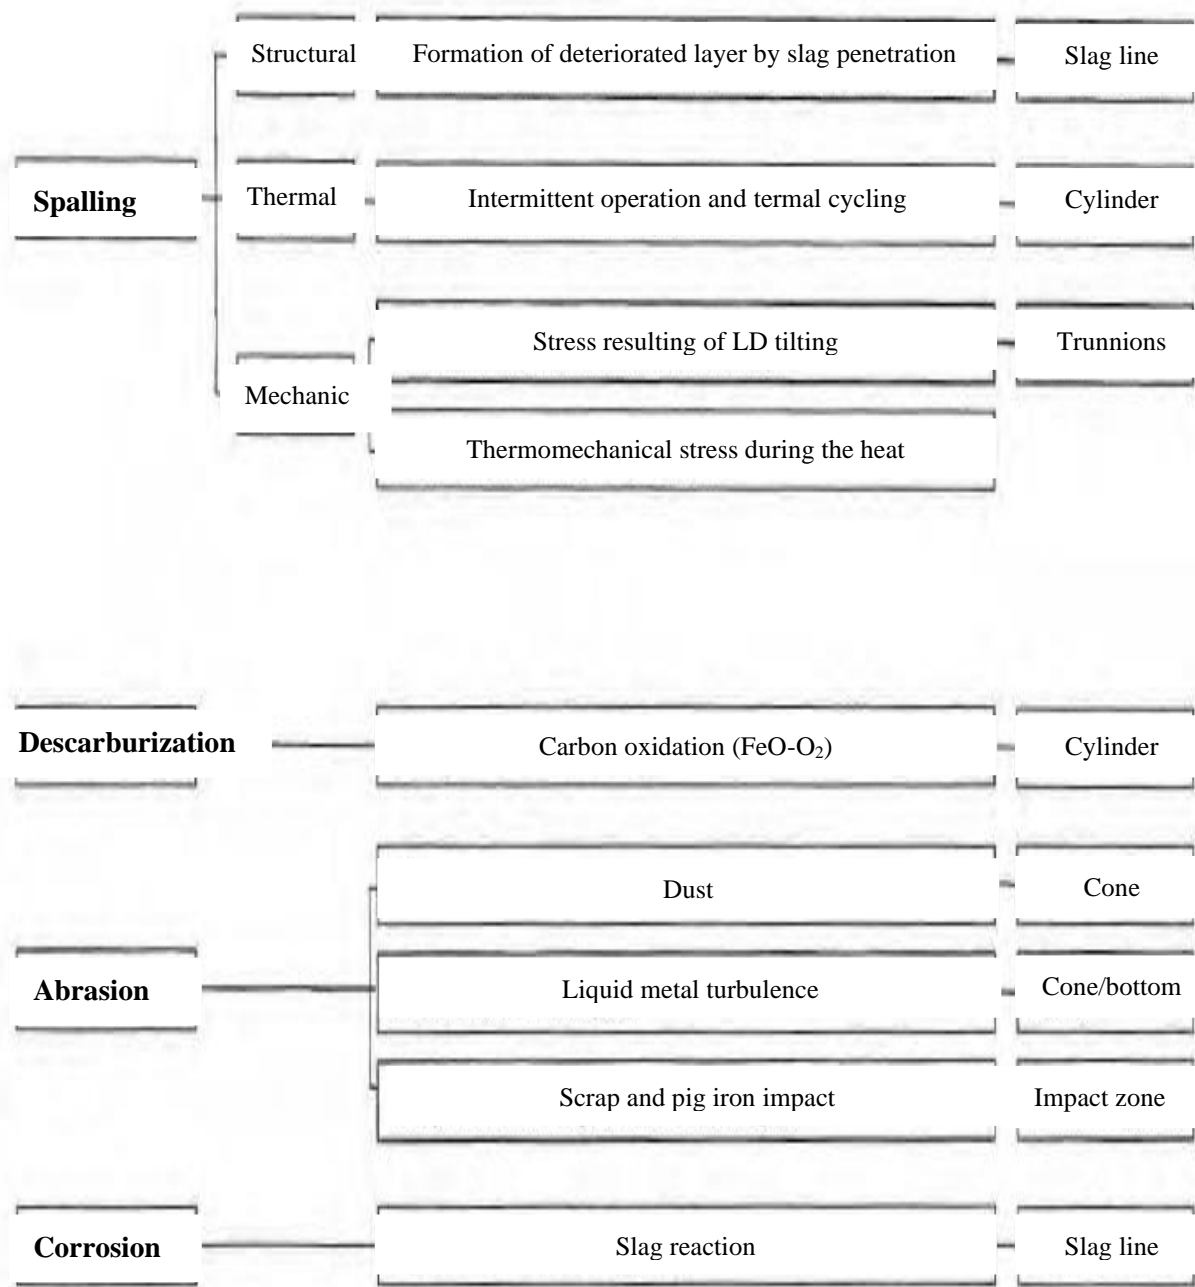 Structural
Formation of deteriorated layer by slag penetration
Slag line
Spalling
Thermal
Intermittent operation and termal cycling
Cylinder
Mechanic
Stress resulting of LD tilting
Trunnions
Thermomechanical stress during the heat
Descarburization
Carbon oxidation (FeO-O₂)
Cylinder
Abrasion
Dust
Cone
Liquid metal turbulence
Cone/bottom
Scrap and pig iron impact
Impact zone
Corrosion
Slag reaction
Slag line